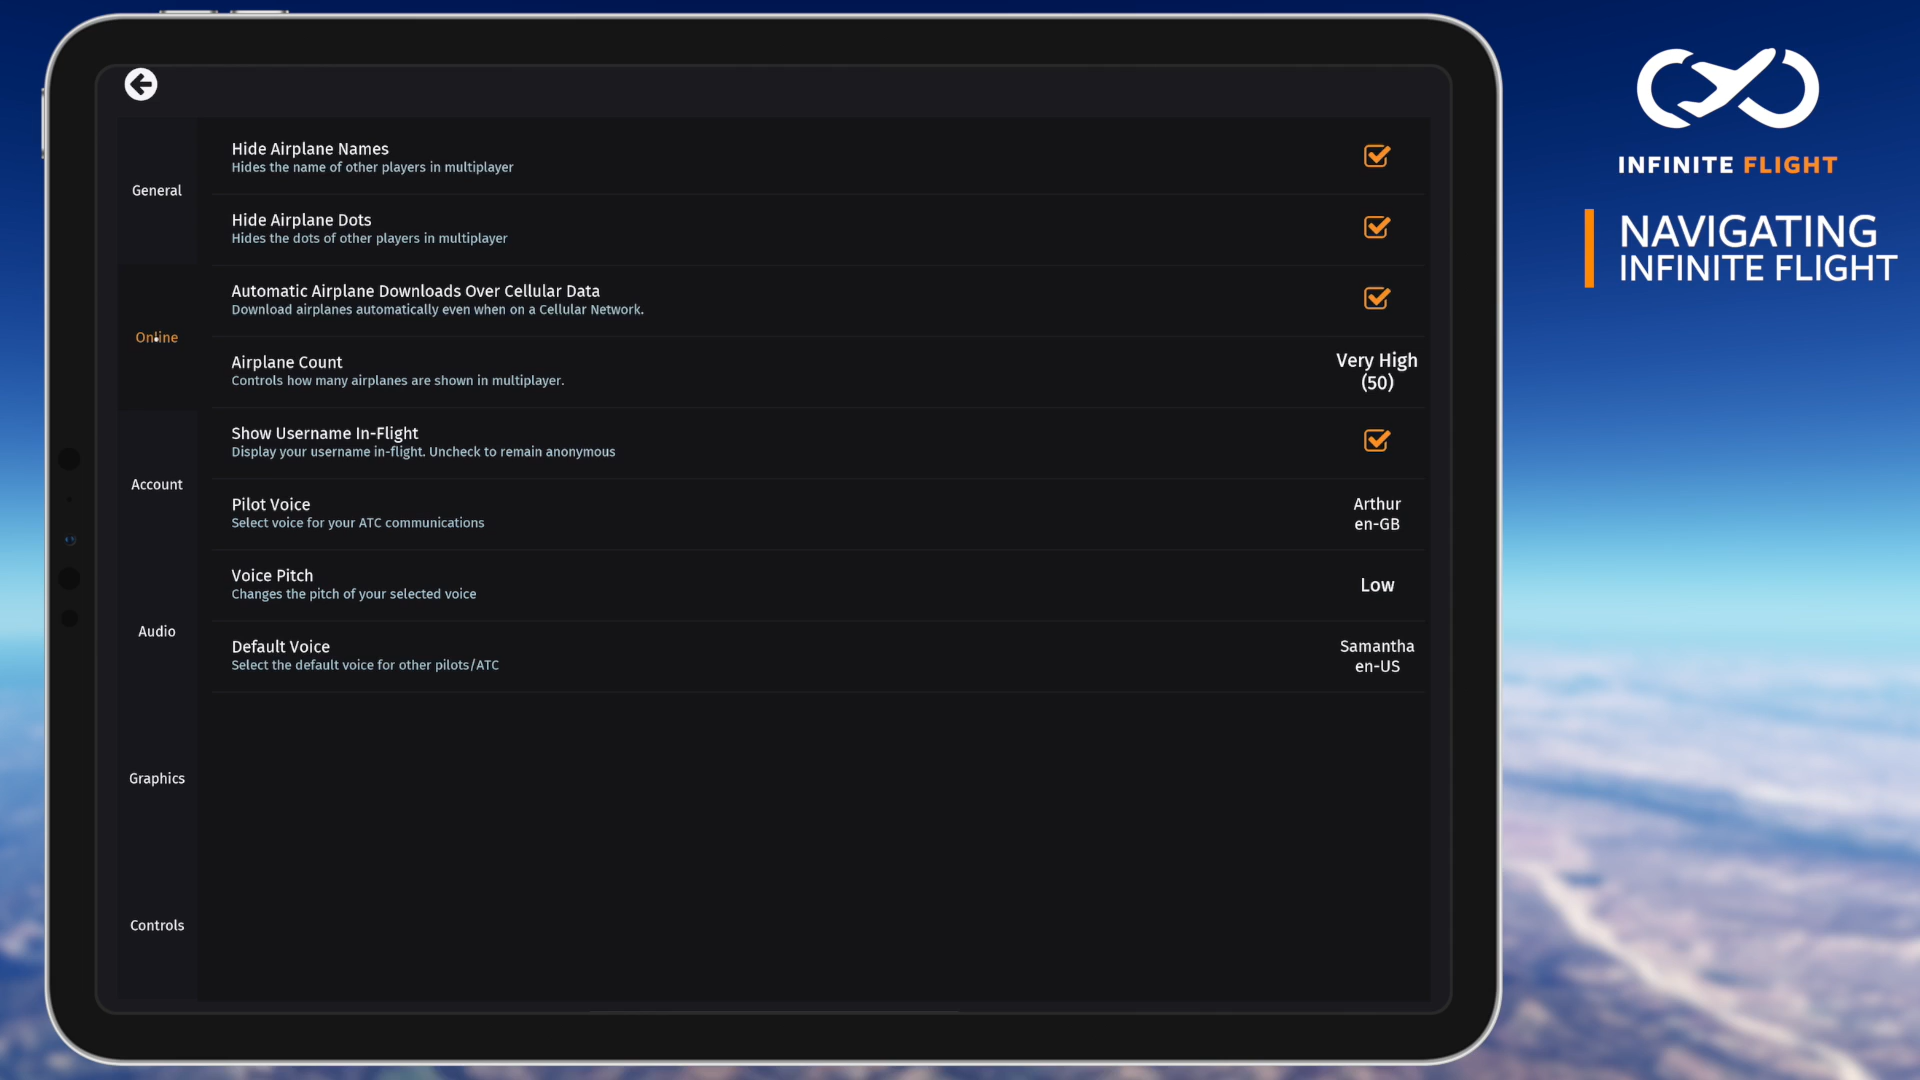 General
Online
Account
Audio
Graphics
Controls
Hide Airplane Names
Hides the name of other players in multiplayer
Hide Airplane Dots
Hides the dots of other players in multiplayer
Automatic Airplane Downloads Over Cellular Data
Download airplanes automatically even when on a Cellular Network.
Airplane Count
Controls how many airplanes are shown in multiplayer.
Very High
(50)
Show Username In-Flight
Display your username in-flight. Uncheck to remain anonymous
Pilot Voice
Select voice for your ATC communications
Arthur
en-GB
Voice Pitch
Changes the pitch of your selected voice
Low
Default Voice
Select the default voice for other pilots/ATC
Samantha
en-US
INFINITE FLIGHT
NAVIGATING
INFINITE FLIGHT